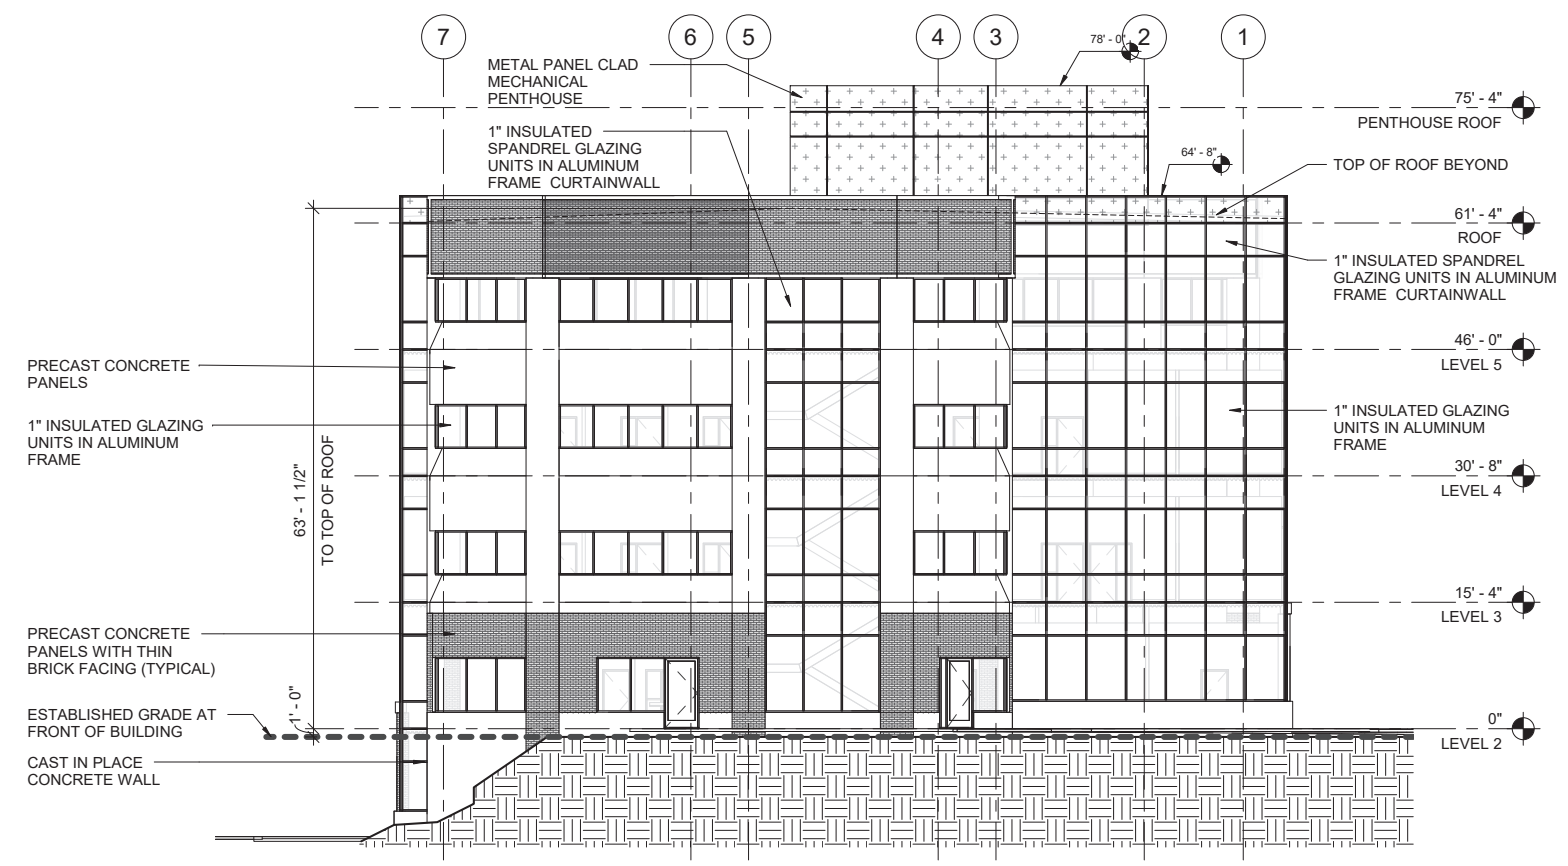 7
6
5
4
3
2
1
78' - 0"
METAL PANEL CLAD
MECHANICAL
PENTHOUSE
75' - 4"
PENTHOUSE ROOF
1" INSULATED
SPANDREL GLAZING
UNITS IN ALUMINUM
FRAME CURTAINWALL
64' - 8"
TOP OF ROOF BEYOND
61' - 4"
ROOF
1" INSULATED SPANDREL
GLAZING UNITS IN ALUMINUM
FRAME CURTAINWALL
46' - 0"
LEVEL 5
PRECAST CONCRETE
PANELS
1" INSULATED GLAZING
UNITS IN ALUMINUM
FRAME
1" INSULATED GLAZING
UNITS IN ALUMINUM
FRAME
63' - 1 1/2"
TO TOP OF ROOF
30' - 8"
LEVEL 4
15' - 4"
LEVEL 3
PRECAST CONCRETE
PANELS WITH THIN
BRICK FACING (TYPICAL)
1' - 0"
ESTABLISHED GRADE AT
FRONT OF BUILDING
0"
LEVEL 2
CAST IN PLACE
CONCRETE WALL